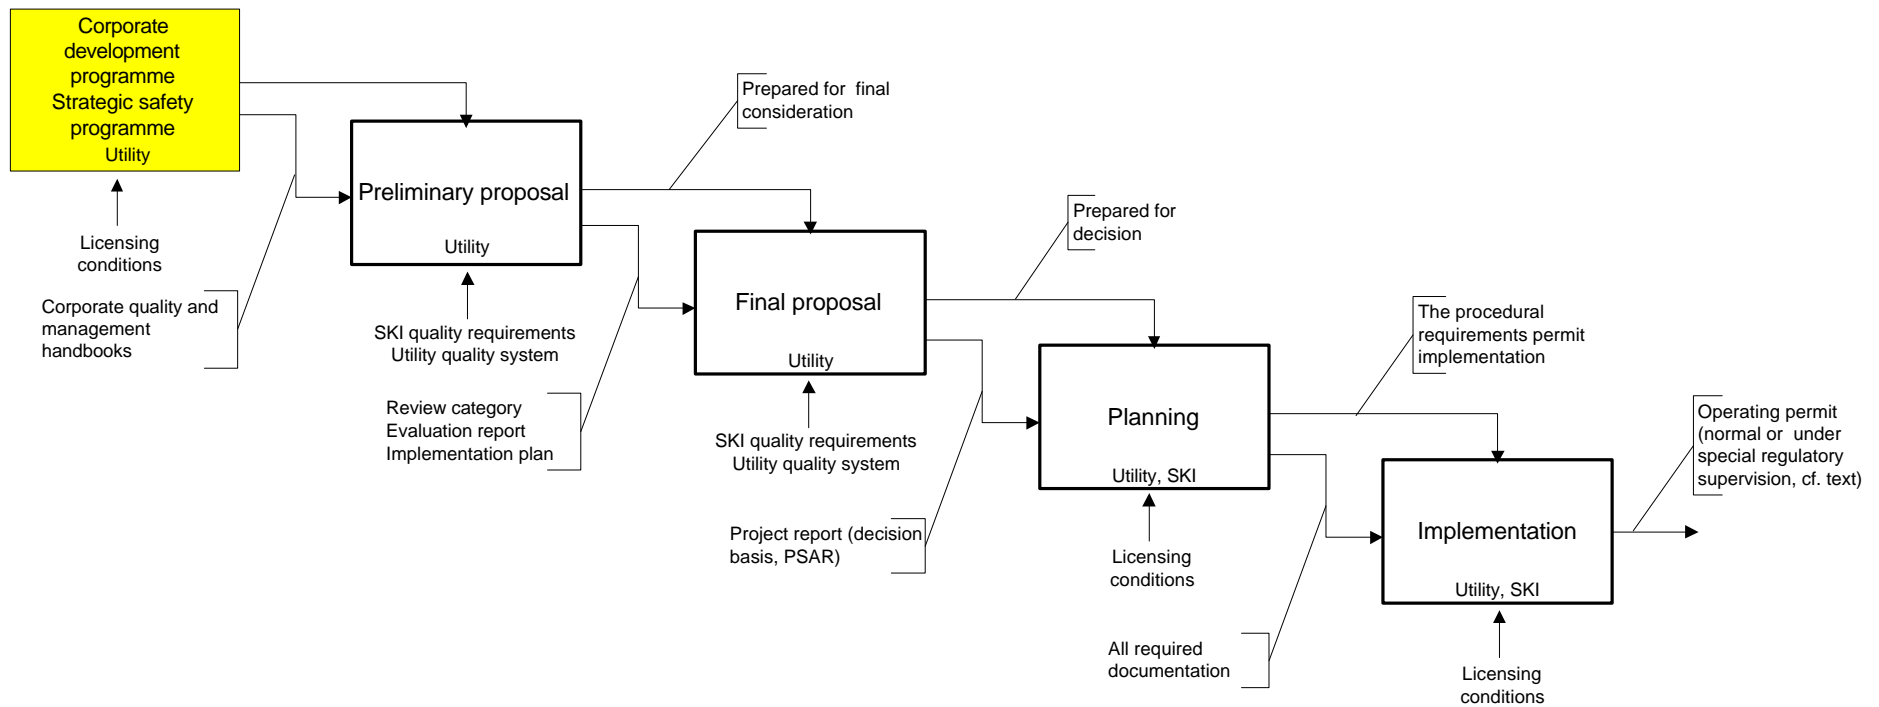 Corporate
development
programme
Strategic safety
programme
Utility
Licensing
conditions
Corporate quality and
management
handbooks
Preliminary proposal
Utility
SKI quality requirements
Utility quality system
Prepared for final
consideration
Review category
Evaluation report
Implementation plan
Final proposal
Utility
SKI quality requirements
Utility quality system
Prepared for
decision
Project report (decision
basis, PSAR)
Planning
Utility, SKI
Licensing
conditions
The procedural
requirements permit
implementation
All required
documentation
Implementation
Utility, SKI
Licensing
conditions
Operating permit
(normal or under
special regulatory
supervision, cf. text)